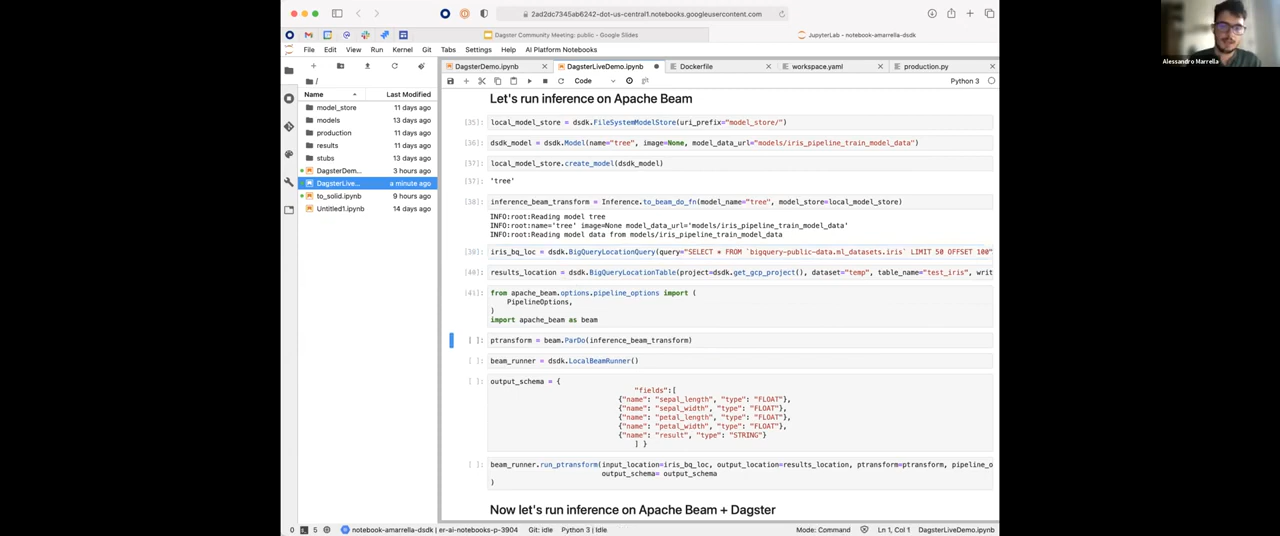 2ad2dc7345ab6242-dot-us-central1.notebooks.googleusercontent.com
Dagster Community Meeting: public - Google Slides
JupyterLab - notebook-amarrella-dsdk
File Edit View Run Kernel Git Tabs Settings Help AI Platform Notebooks
DagsterDemo.ipynb
DagsterLiveDemo.ipynb
Dockerfile
workspace.yaml
production.py
Code
Python 3
/
Name Last Modified
model_store 11 days ago
models 13 days ago
production 11 days ago
results 11 days ago
stubs 13 days ago
DagsterDem... 3 hours ago
DagsterLive... a minute ago
to_solid.ipynb 9 hours ago
Untitled1.ipynb 14 days ago
Let's run inference on Apache Beam
[35]: local_model_store = dsdk.FileSystemModelStore(uri_prefix="model_store/")
[36]: dsdk_model = dsdk.Model(name="tree", image=None, model_data_url="models/iris_pipeline_train_model_data")
[37]: local_model_store.create_model(dsdk_model)
[37]: 'tree'
[38]: inference_beam_transform = Inference.to_beam_do_fn(model_name="tree", model_store=local_model_store)
INFO:root:Reading model tree
INFO:root:name='tree' image=None model_data_url='models/iris_pipeline_train_model_data'
INFO:root:Reading model data from models/iris_pipeline_train_model_data
[39]: iris_bq_loc = dsdk.BigQueryLocationQuery(query="SELECT * FROM `bigquery-public-data.ml_datasets.iris` LIMIT 50 OFFSET 100"
[40]: results_location = dsdk.BigQueryLocationTable(project=dsdk.get_gcp_project(), dataset="temp", table_name="test_iris", writ
[41]: from apache_beam.options.pipeline_options import (
PipelineOptions,
)
import apache_beam as beam
[ ]: ptransform = beam.ParDo(inference_beam_transform)
[ ]: beam_runner = dsdk.LocalBeamRunner()
[ ]: output_schema = {
"fields":[
{"name": "sepal_length", "type": "FLOAT"},
{"name": "sepal_width", "type": "FLOAT"},
{"name": "petal_length", "type": "FLOAT"},
{"name": "petal_width", "type": "FLOAT"},
{"name": "result", "type": "STRING"}
] }
[ ]: beam_runner.run_ptransform(input_location=iris_bq_loc, output_location=results_location, ptransform=ptransform, pipeline_o
output_schema= output_schema
)
Now let's run inference on Apache Beam + Dagster
0 5 notebook-amarrella-dsdk | er-ai-notebooks-p-3904 Git: idle Python 3 | Idle Mode: Command Ln 1, Col 1 DagsterLiveDemo.ipynb
Alessandro Marrella